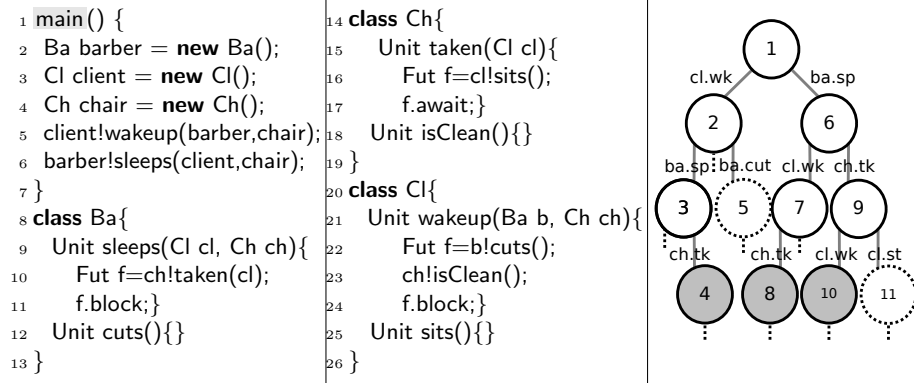 1 main() {
2 Ba barber = new Ba();
3 Cl client = new Cl();
4 Ch chair = new Ch();
5 client!wakeup(barber,chair);
6 barber!sleeps(client,chair);
7 }
8 class Ba{
9 Unit sleeps(Cl cl, Ch ch){
10 Fut f=ch!taken(cl);
11 f.block;}
12 Unit cuts(){}
13 }
14 class Ch{
15 Unit taken(Cl cl){
16 Fut f=cl!sits();
17 f.await;}
18 Unit isClean(){}
19 }
20 class Cl{
21 Unit wakeup(Ba b, Ch ch){
22 Fut f=b!cuts();
23 ch!isClean();
24 f.block;}
25 Unit sits(){}
26 }
1
cl.wk ba.sp
2 6
ba.sp ba.cut cl.wk ch.tk
3 5 7 9
ch.tk ch.tk cl.wk cl.st
4 8 10 11